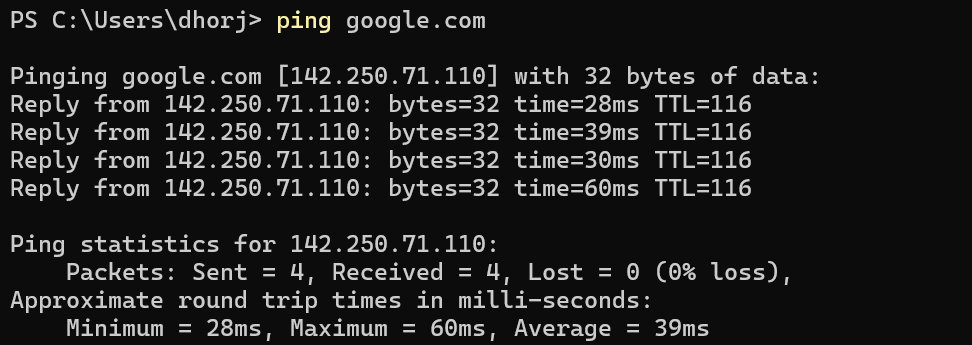 PS C:\Users\dhorj> ping google.com
Pinging google.com [142.250.71.110] with 32 bytes of data:
Reply from 142.250.71.110: bytes=32 time=28ms TTL=116
Reply from 142.250.71.110: bytes=32 time=39ms TTL=116
Reply from 142.250.71.110: bytes=32 time=30ms TTL=116
Reply from 142.250.71.110: bytes=32 time=60ms TTL=116
Ping statistics for 142.250.71.110:
    Packets: Sent = 4, Received = 4, Lost = 0 (0% loss),
Approximate round trip times in milli-seconds:
    Minimum = 28ms, Maximum = 60ms, Average = 39ms